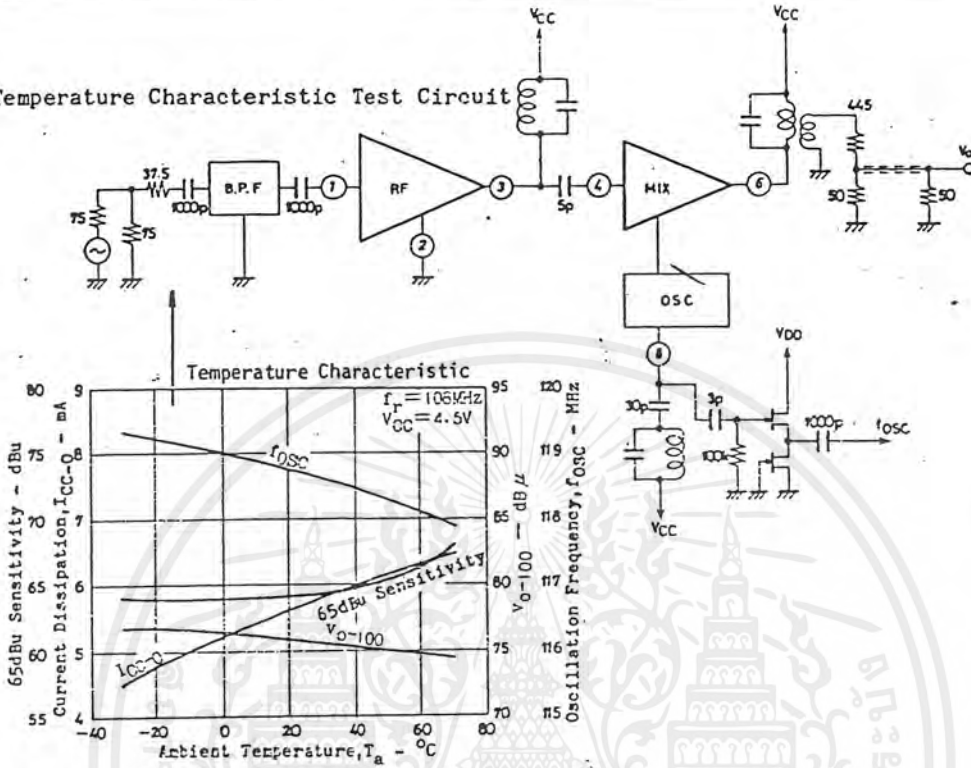 VCC
VCC
Temperature Characteristic Test Circuit
445
37.5
B.P.F
1
RF
3
4
MIX
6
1000p
1000p
5p
75
75
2
50
50
OSC
8
VDD
30p
3p
1000p
fOSC
100k
VCC
Temperature Characteristic
fr=106MHz
VCC=4.5V
fOSC
65dBu Sensitivity
VO-100
ICC-O
65dBu Sensitivity - dBu
80
75
70
65
60
55
Current Dissipation, ICC-O - mA
9
8
7
6
5
4
VO-100 - dBμ
95
90
85
80
75
70
Oscillation Frequency, fOSC - MHz
120
119
118
117
116
115
-40
-20
0
20
40
60
80
Ambient Temperature, Ta - °C